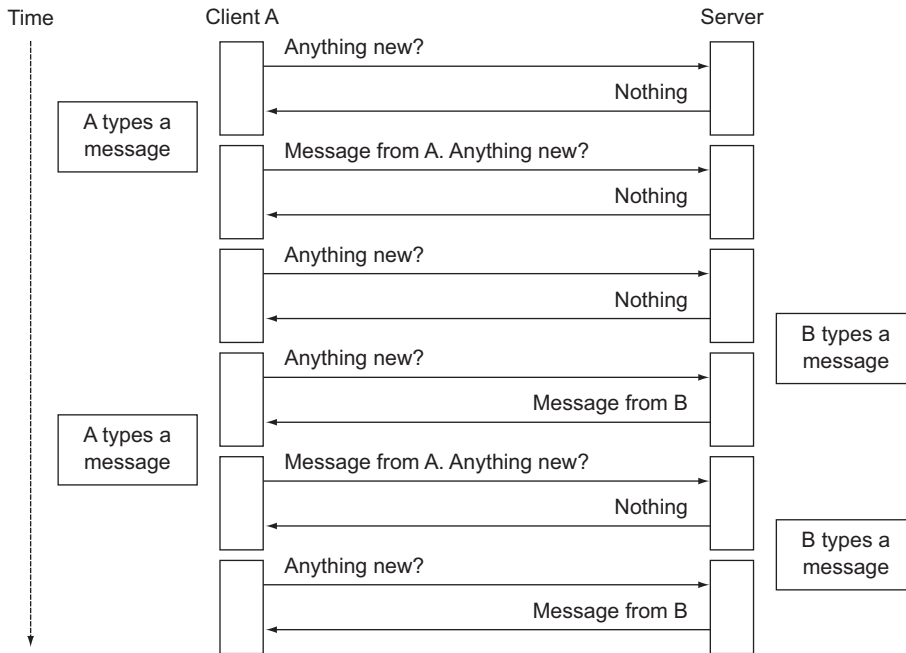 Time
Client A
Server
Anything new?
Nothing
A types a
message
Message from A. Anything new?
Nothing
Anything new?
Nothing
B types a
message
Anything new?
Message from B
A types a
message
Message from A. Anything new?
Nothing
B types a
message
Anything new?
Message from B